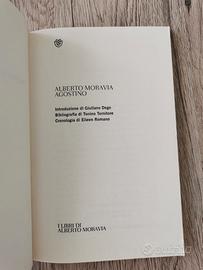 ALBERTO MORAVIA
AGOSTINO
Introduzione di Giuliano Dego
Bibliografia di Tonino Tornitore
Cronologia di Eileen Romano
I LIBRI DI
ALBERTO MORAVIA
subito